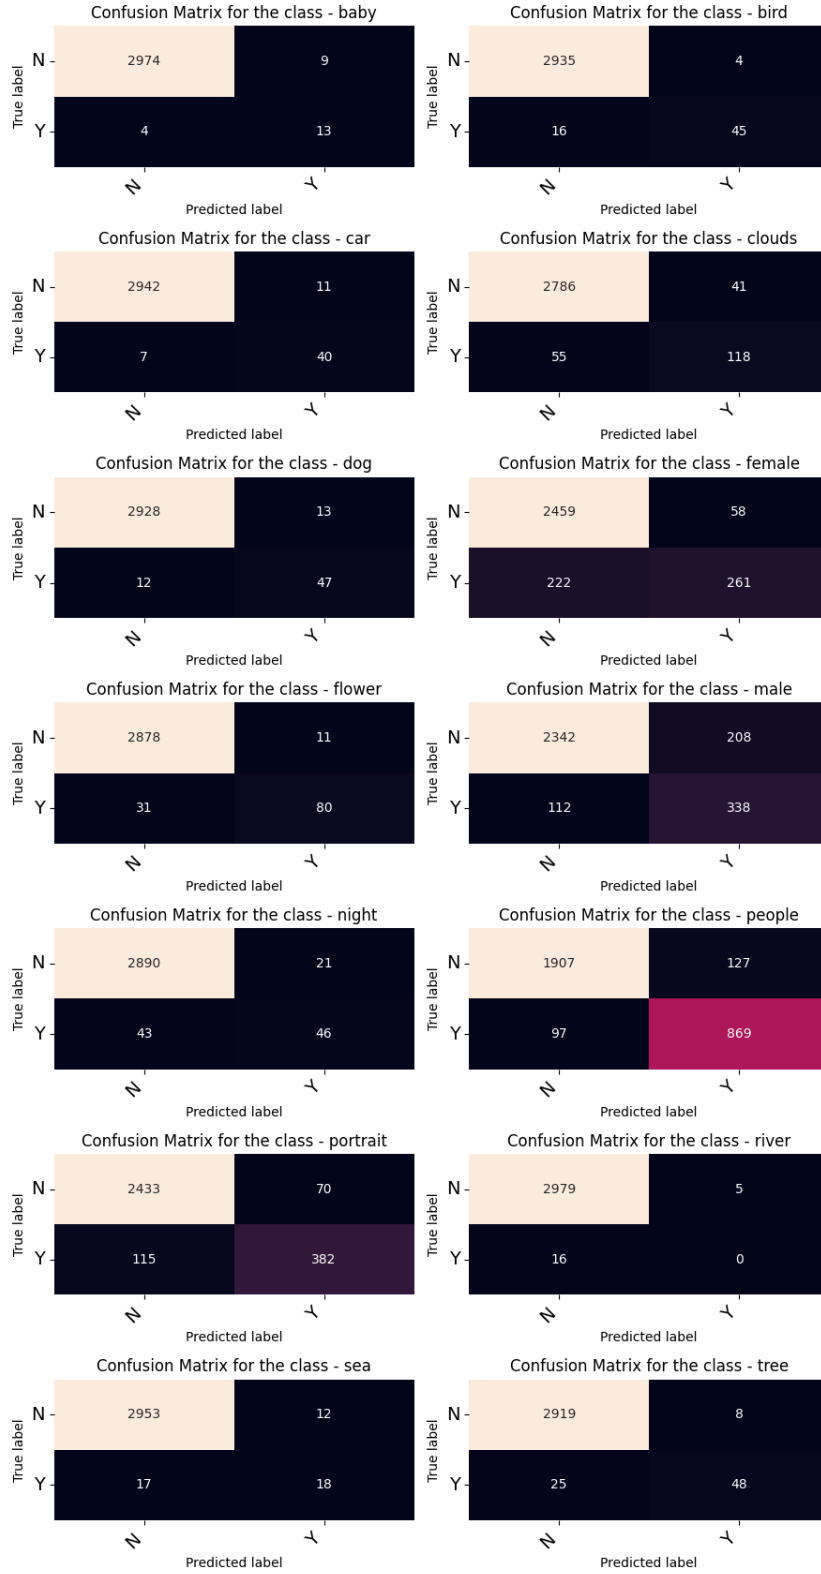 Confusion Matrix for the class - baby
True label
N 2974 9
Y 4 13
N Y
Predicted label
Confusion Matrix for the class - bird
True label
N 2935 4
Y 16 45
N Y
Predicted label
Confusion Matrix for the class - car
True label
N 2942 11
Y 7 40
N Y
Predicted label
Confusion Matrix for the class - clouds
True label
N 2786 41
Y 55 118
N Y
Predicted label
Confusion Matrix for the class - dog
True label
N 2928 13
Y 12 47
N Y
Predicted label
Confusion Matrix for the class - female
True label
N 2459 58
Y 222 261
N Y
Predicted label
Confusion Matrix for the class - flower
True label
N 2878 11
Y 31 80
N Y
Predicted label
Confusion Matrix for the class - male
True label
N 2342 208
Y 112 338
N Y
Predicted label
Confusion Matrix for the class - night
True label
N 2890 21
Y 43 46
N Y
Predicted label
Confusion Matrix for the class - people
True label
N 1907 127
Y 97 869
N Y
Predicted label
Confusion Matrix for the class - portrait
True label
N 2433 70
Y 115 382
N Y
Predicted label
Confusion Matrix for the class - river
True label
N 2979 5
Y 16 0
N Y
Predicted label
Confusion Matrix for the class - sea
True label
N 2953 12
Y 17 18
N Y
Predicted label
Confusion Matrix for the class - tree
True label
N 2919 8
Y 25 48
N Y
Predicted label